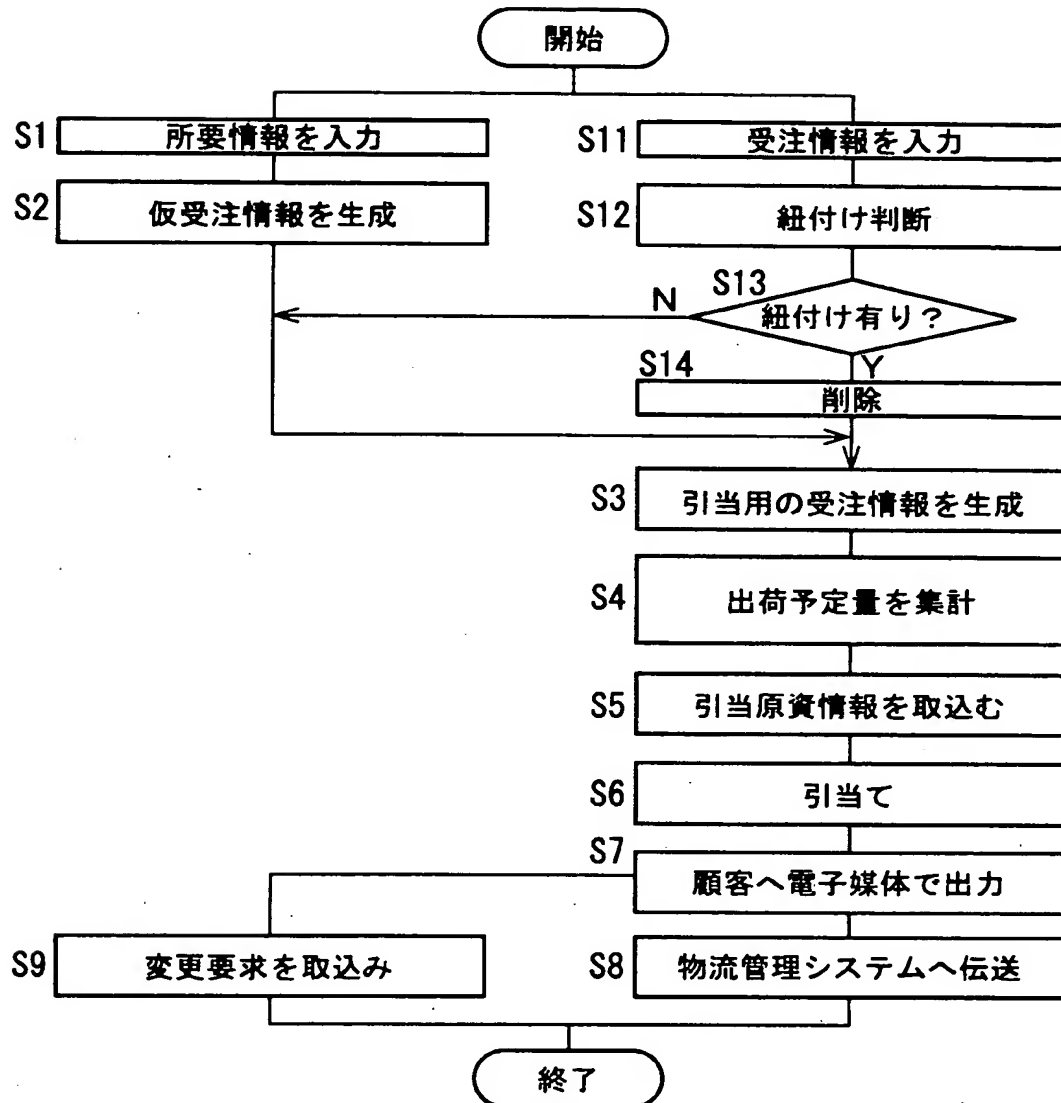 開始
S1 所要情報を入力
S11 受注情報を入力
S2 仮受注情報を生成
S12 紐付け判断
S13
N 紐付け有り?
S14 Y
削除
S3 引当用の受注情報を生成
S4 出荷予定量を集計
S5 引当原資情報を取込む
S6 引当て
S7 顧客へ電子媒体で出力
S9 変更要求を取込み
S8 物流管理システムへ伝送
終了